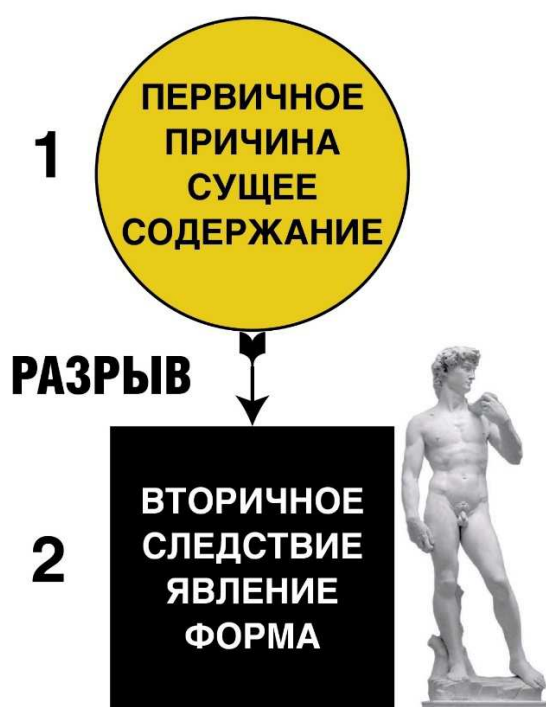 1
ПЕРВИЧНОЕ
ПРИЧИНА
СУЩЕЕ
СОДЕРЖАНИЕ
РАЗРЫВ
2
ВТОРИЧНОЕ
СЛЕДСТВИЕ
ЯВЛЕНИЕ
ФОРМА